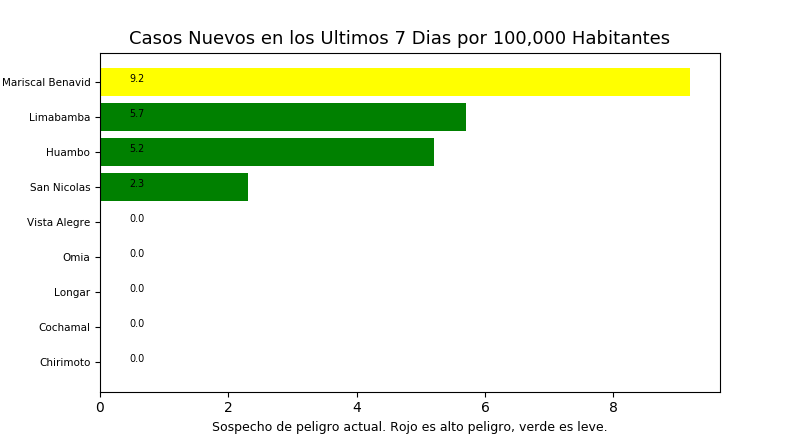 Casos Nuevos en los Ultimos 7 Dias por 100,000 Habitantes
Mariscal Benavid 9.2
Limabamba 5.7
Huambo 5.2
San Nicolas 2.3
Vista Alegre 0.0
Omia 0.0
Longar 0.0
Cochamal 0.0
Chirimoto 0.0
0 2 4 6 8
Sospecho de peligro actual. Rojo es alto peligro, verde es leve.